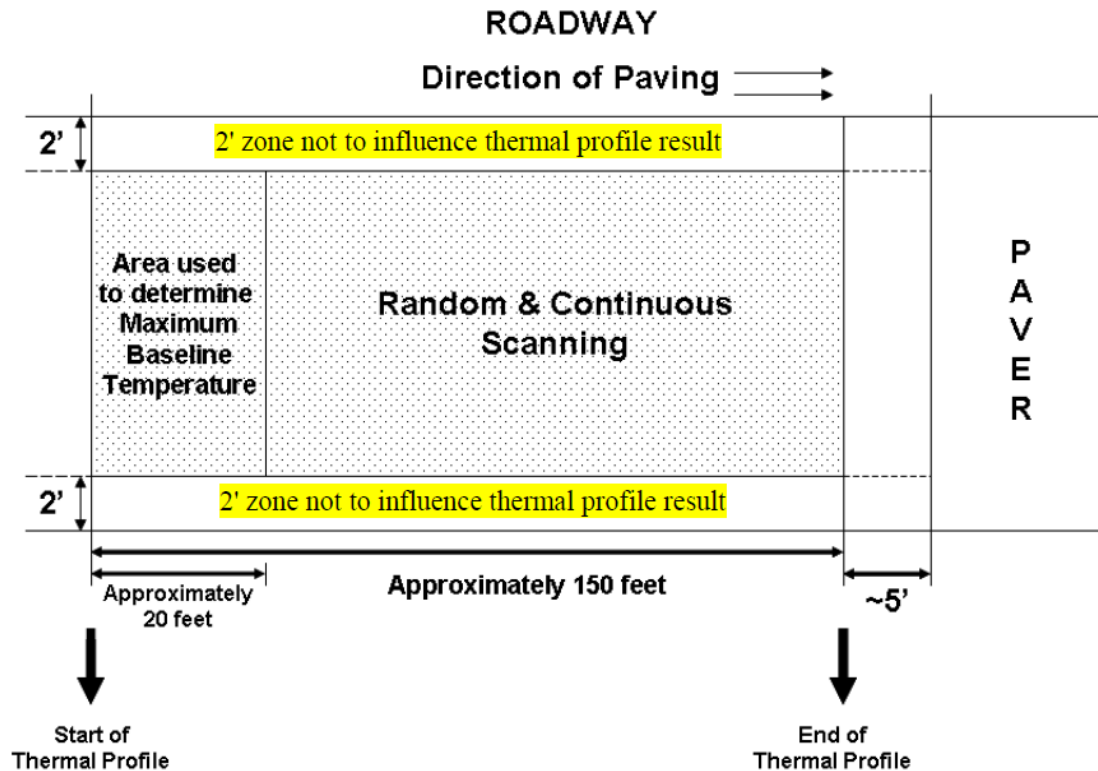 ROADWAY
Direction of Paving
2'
2' zone not to influence thermal profile result
Area used
to determine
Maximum
Baseline
Temperature
Random & Continuous
Scanning
P
A
V
E
R
2'
2' zone not to influence thermal profile result
Approximately
20 feet
Approximately 150 feet
~5'
Start of
Thermal Profile
End of
Thermal Profile